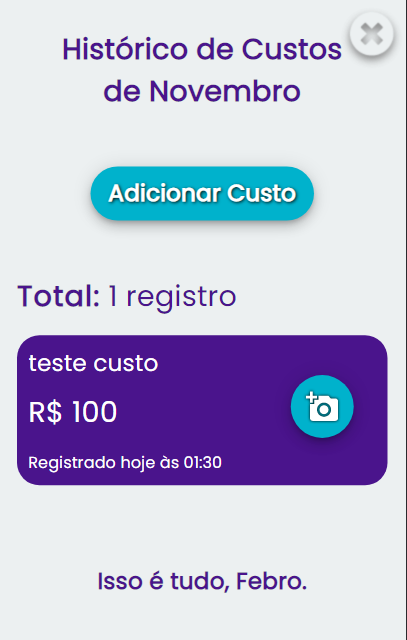 Histórico de Custos
de Novembro
Adicionar Custo
Total: 1 registro
teste custo
R$ 100
Registrado hoje às 01:30
Isso é tudo, Febro.